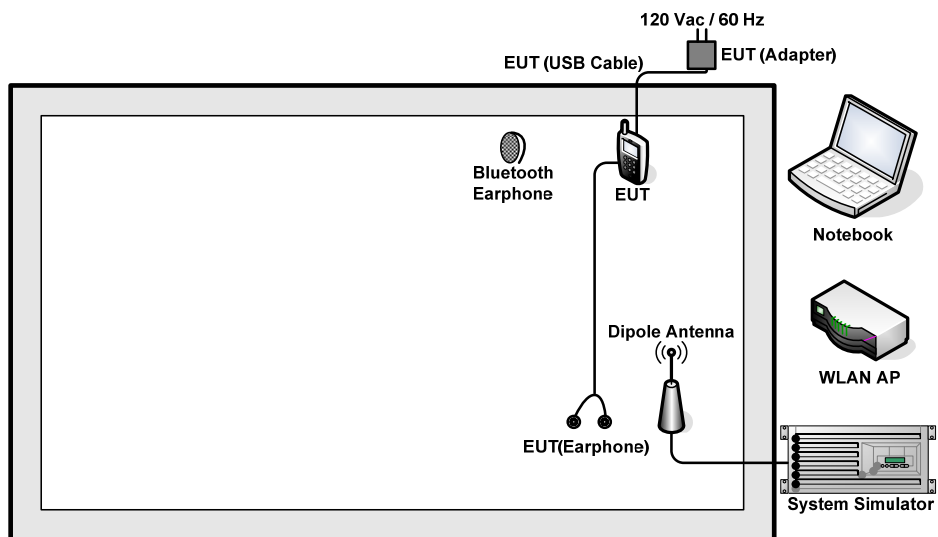 120 Vac / 60 Hz
EUT (USB Cable)
EUT (Adapter)
Bluetooth
Earphone
EUT
Notebook
Dipole Antenna
WLAN AP
EUT(Earphone)
System Simulator